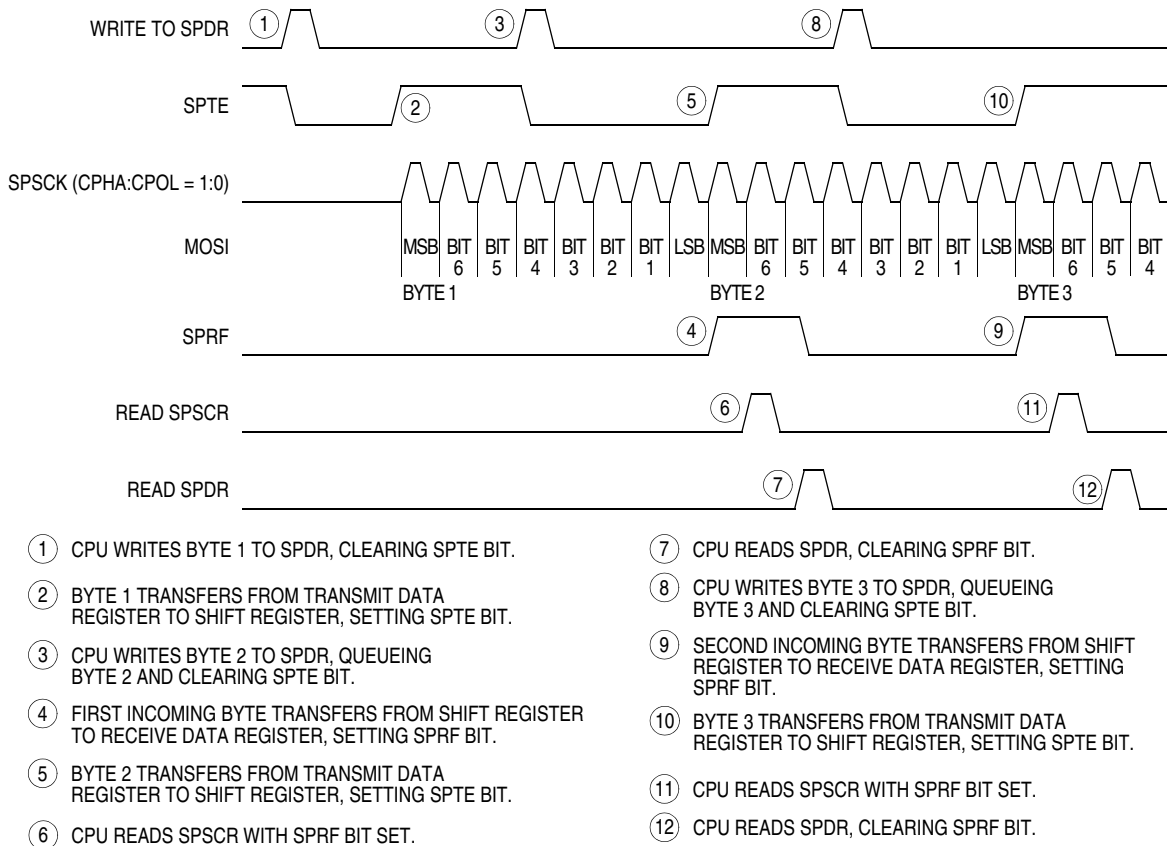 WRITE TO SPDR
1
3
8
SPTE
2
5
10
SPSCK (CPHA:CPOL = 1:0)
MOSI
MSB BIT 6 BIT 5 BIT 4 BIT 3 BIT 2 BIT 1 LSB MSB BIT 6 BIT 5 BIT 4 BIT 3 BIT 2 BIT 1 LSB MSB BIT 6 BIT 5 BIT 4
BYTE 1 BYTE 2 BYTE 3
SPRF
4
9
READ SPSCR
6
11
READ SPDR
7
12
1 CPU WRITES BYTE 1 TO SPDR, CLEARING SPTE BIT.
2 BYTE 1 TRANSFERS FROM TRANSMIT DATA
REGISTER TO SHIFT REGISTER, SETTING SPTE BIT.
3 CPU WRITES BYTE 2 TO SPDR, QUEUEING
BYTE 2 AND CLEARING SPTE BIT.
4 FIRST INCOMING BYTE TRANSFERS FROM SHIFT REGISTER
TO RECEIVE DATA REGISTER, SETTING SPRF BIT.
5 BYTE 2 TRANSFERS FROM TRANSMIT DATA
REGISTER TO SHIFT REGISTER, SETTING SPTE BIT.
6 CPU READS SPSCR WITH SPRF BIT SET.
7 CPU READS SPDR, CLEARING SPRF BIT.
8 CPU WRITES BYTE 3 TO SPDR, QUEUEING
BYTE 3 AND CLEARING SPTE BIT.
9 SECOND INCOMING BYTE TRANSFERS FROM SHIFT
REGISTER TO RECEIVE DATA REGISTER, SETTING
SPRF BIT.
10 BYTE 3 TRANSFERS FROM TRANSMIT DATA
REGISTER TO SHIFT REGISTER, SETTING SPTE BIT.
11 CPU READS SPSCR WITH SPRF BIT SET.
12 CPU READS SPDR, CLEARING SPRF BIT.